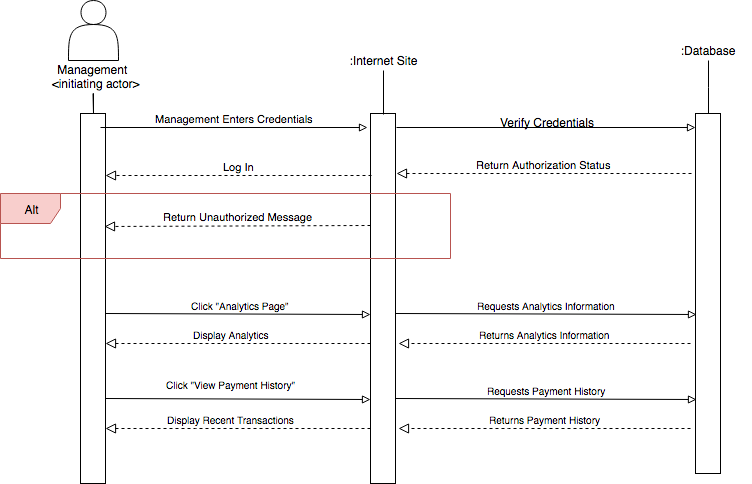 Management
<initiating actor>
:Internet Site
:Database
Management Enters Credentials
Verify Credentials
Log In
Return Authorization Status
Alt
Return Unauthorized Message
Click "Analytics Page"
Requests Analytics Information
Display Analytics
Returns Analytics Information
Click "View Payment History"
Requests Payment History
Display Recent Transactions
Returns Payment History